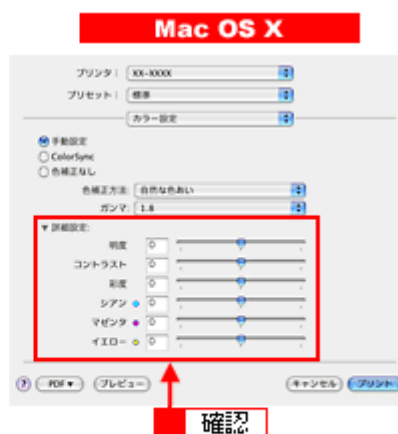 Mac OS X
プリンタ: XX-XXXX
プリセット: 標準
カラー設定
手動設定
ColorSync
色補正なし
色補正方法: 自然な色あい
ガンマ: 1.8
▼ 詳細設定:
明度 0
コントラスト 0
彩度 0
シアン 0
マゼンタ 0
イエロー 0
? PDF ▼ プレビュー キャンセル プリント
確認